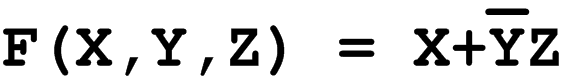 F(X,Y,Z) = X+Y̅Z